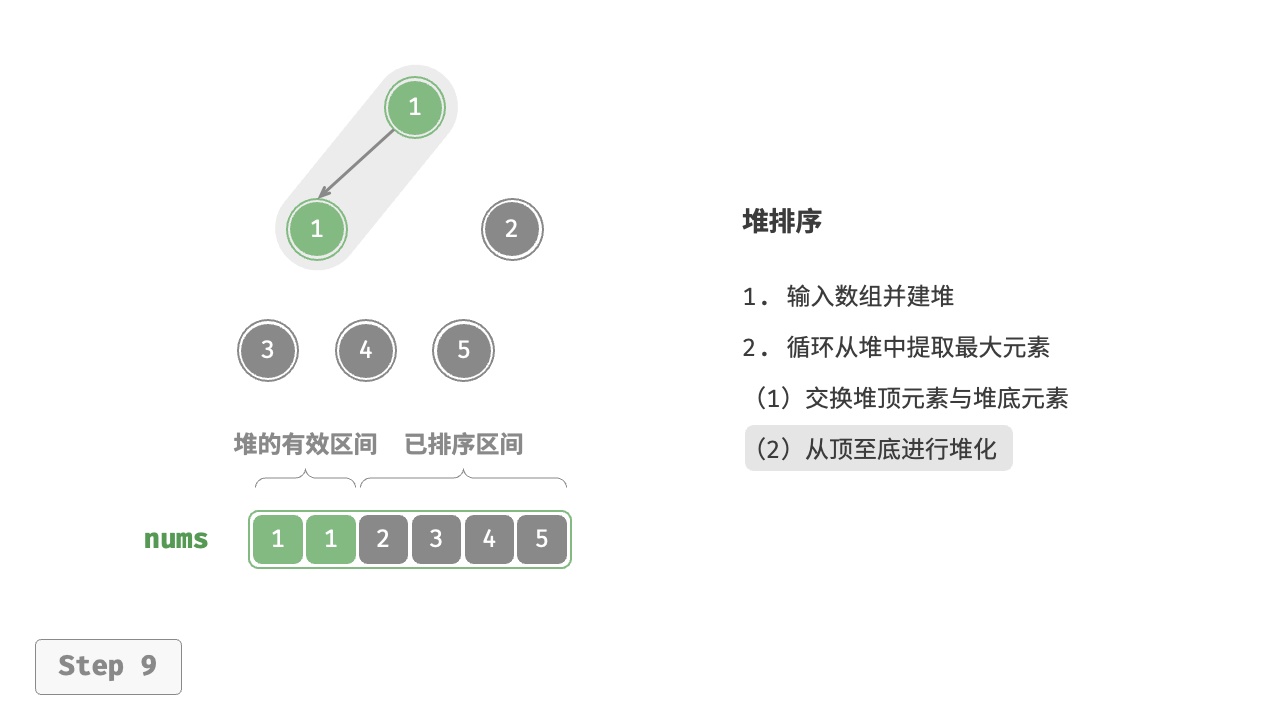 1
1 2
3 4 5
堆的有效区间 已排序区间
nums 1 1 2 3 4 5
Step 9
堆排序
1. 输入数组并建堆
2. 循环从堆中提取最大元素
（1）交换堆顶元素与堆底元素
（2）从顶至底进行堆化